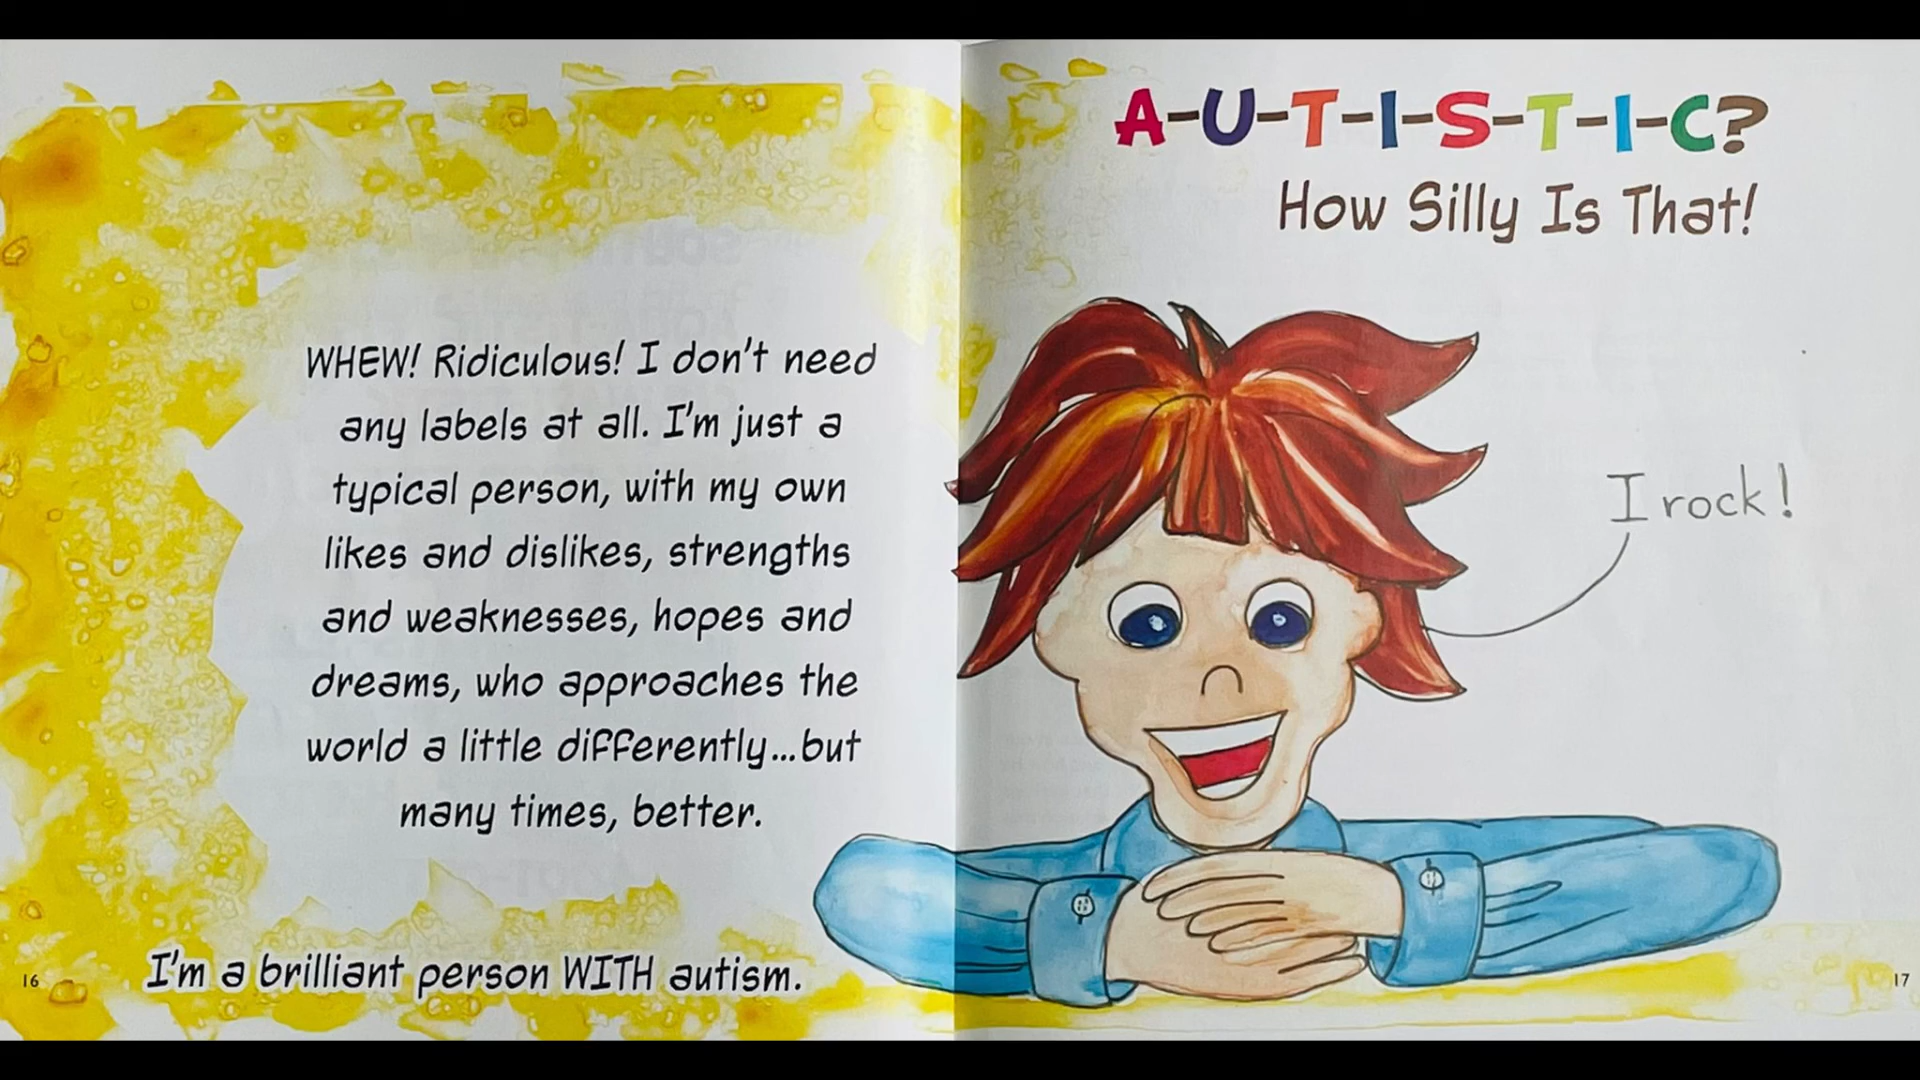 WHEW! Ridiculous! I don't need
any labels at all. I'm just a
typical person, with my own
likes and dislikes, strengths
and weaknesses, hopes and
dreams, who approaches the
world a little differently...but
many times, better.
I'm a brilliant person WITH autism.
16
A-U-T-I-S-T-I-C?
How Silly Is That!
I rock!
17